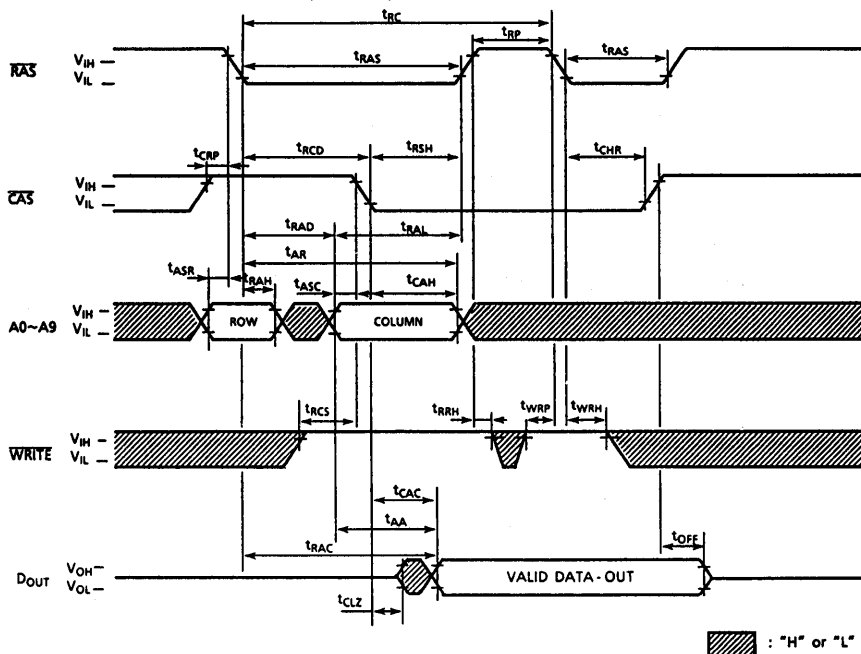 tRC
tRP
tRAS
tRAS
RAS
VIH
VIL
tCRP
tRCD
tRSH
tCHR
CAS
VIH
VIL
tRAD
tRAL
tAR
tASR
tRAH
tASC
tCAH
A0~A9
VIH
VIL
ROW
COLUMN
tRCS
tRRH
tWRP
tWRH
WRITE
VIH
VIL
tCAC
tAA
tRAC
tOFF
DOUT
VOH
VOL
VALID DATA-OUT
tCLZ
: "H" or "L"